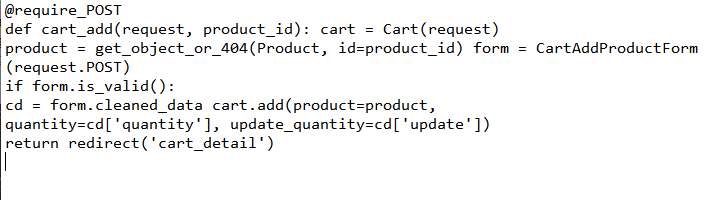 @require_POST
def cart_add(request, product_id): cart = Cart(request)
product = get_object_or_404(Product, id=product_id) form = CartAddProductForm
(request.POST)
if form.is_valid():
cd = form.cleaned_data cart.add(product=product,
quantity=cd['quantity'], update_quantity=cd['update'])
return redirect('cart_detail')